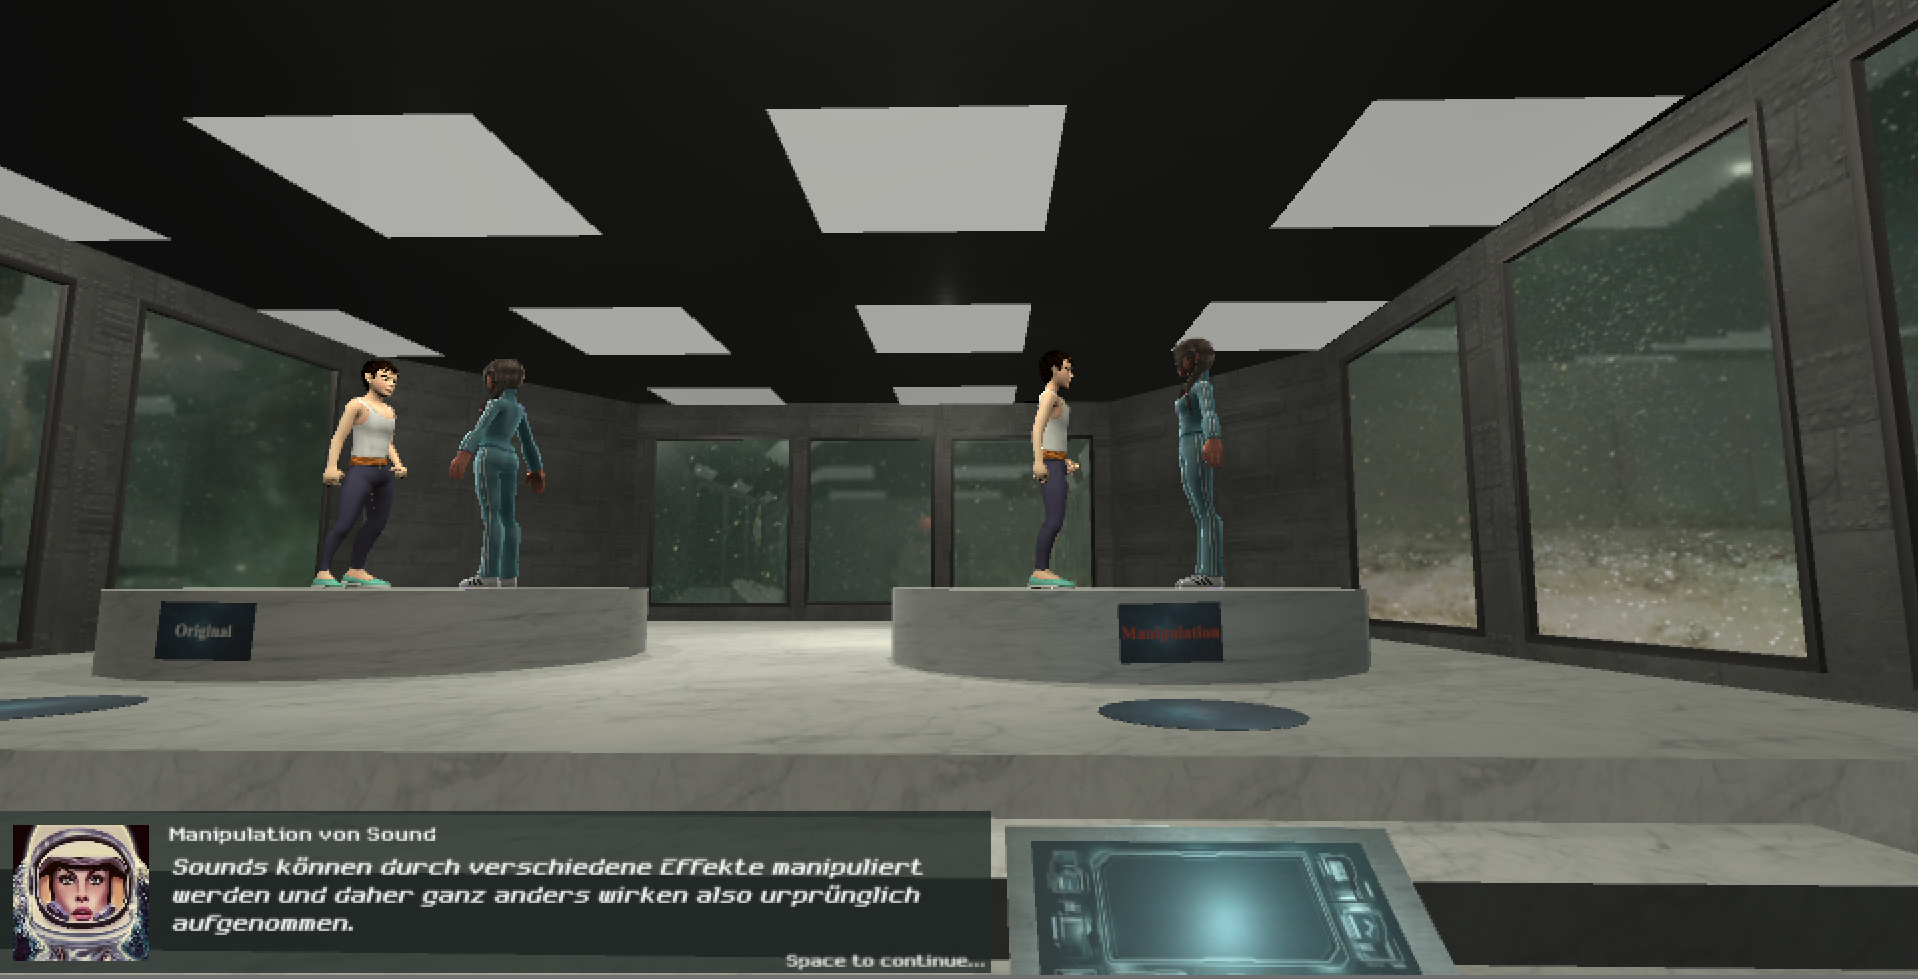 Original
Manipulation
Manipulation von Sound
Sounds können durch verschiedene Effekte manipuliert
werden und daher ganz anders wirken also urprünglich
aufgenommen.
Space to continue...